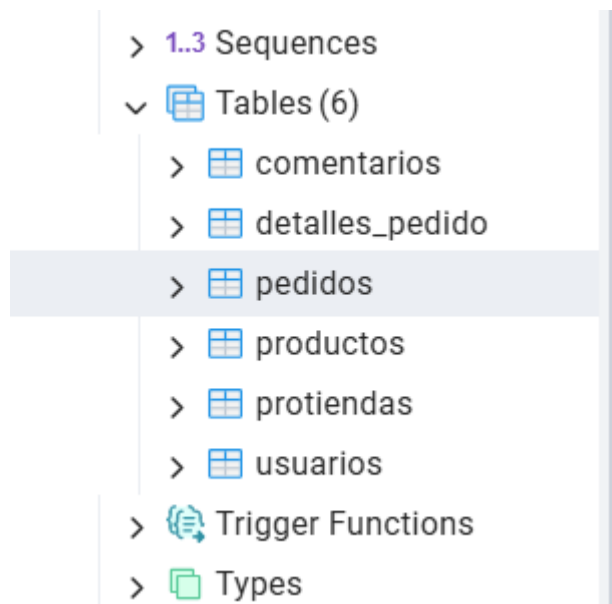 1..3 Sequences
Tables (6)
comentarios
detalles_pedido
pedidos
productos
protiendas
usuarios
Trigger Functions
Types